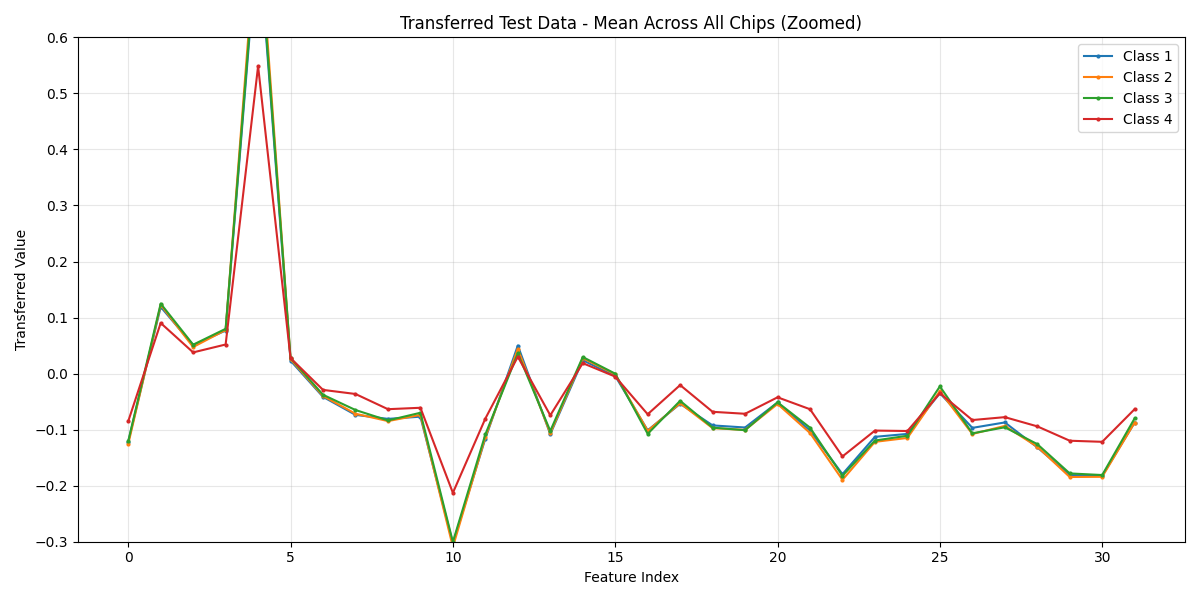 Transferred Test Data - Mean Across All Chips (Zoomed)
Transferred Value
0.6
0.5
0.4
0.3
0.2
0.1
0.0
−0.1
−0.2
−0.3
Class 1
Class 2
Class 3
Class 4
0 5 10 15 20 25 30
Feature Index